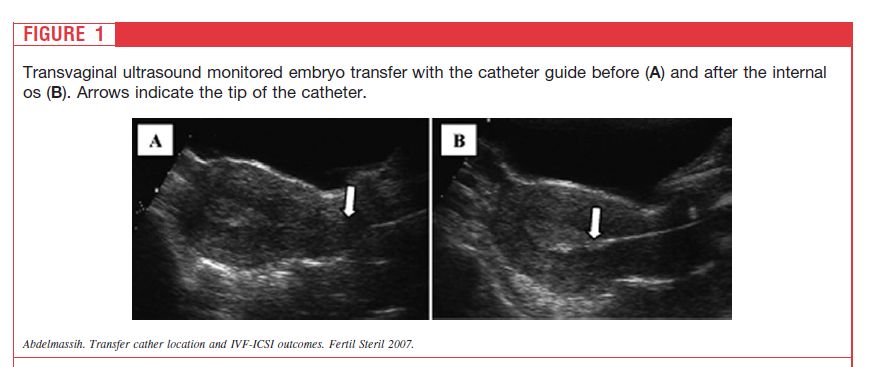 FIGURE 1
Transvaginal ultrasound monitored embryo transfer with the catheter guide before (A) and after the internal
os (B). Arrows indicate the tip of the catheter.
A
B
Abdelmassih. Transfer cather location and IVF-ICSI outcomes. Fertil Steril 2007.